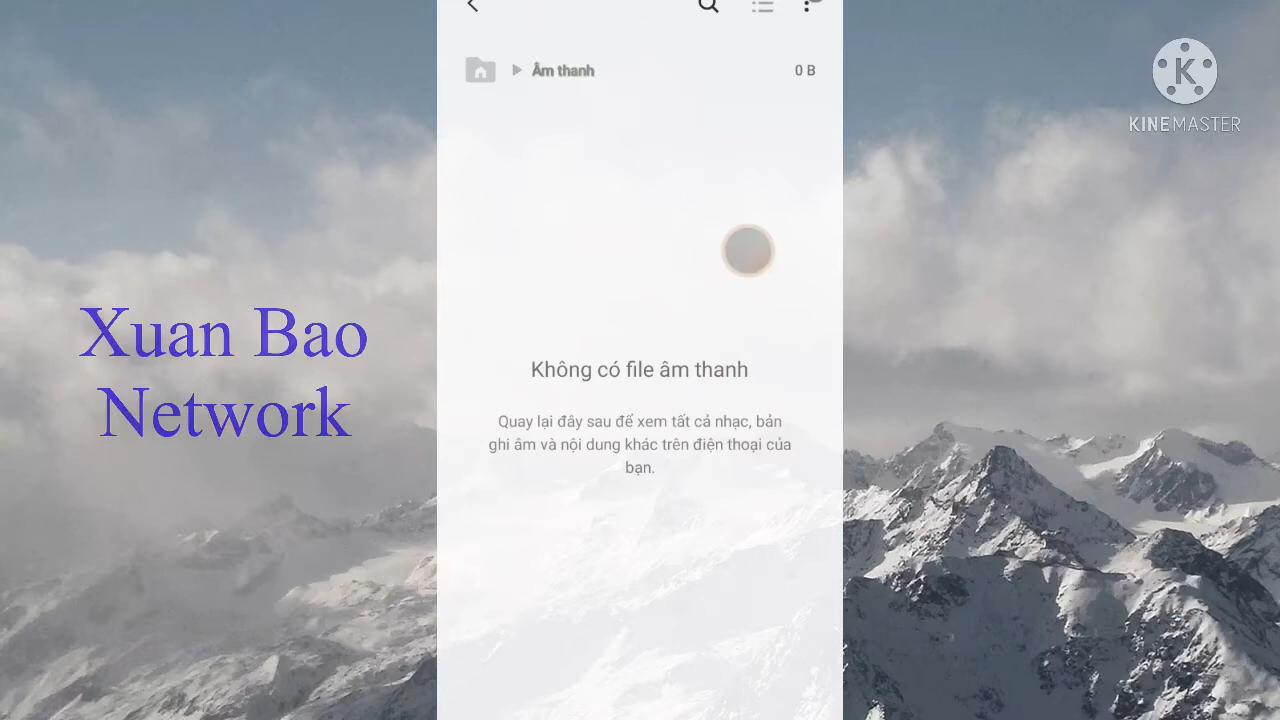 Âm thanh
0 B
K
KINEMASTER
Xuan Bao
Network
Không có file âm thanh
Quay lại đây sau để xem tất cả nhạc, bản
ghi âm và nội dung khác trên điện thoại của
bạn.